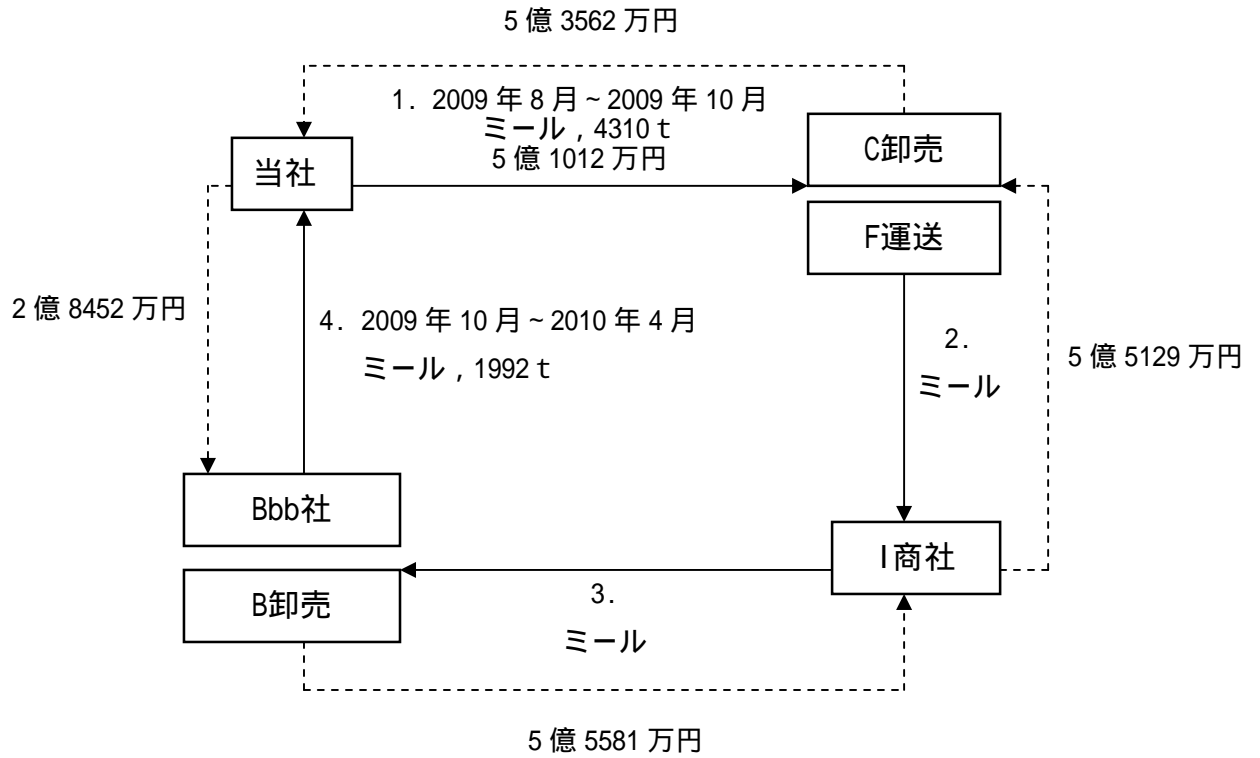 5 億 3562 万円
1. 2009 年 8 月 ~ 2009 年 10 月
ミール , 4310 t
5 億 1012 万円
当社
C卸売
F運送
2 億 8452 万円
4. 2009 年 10 月 ~ 2010 年 4 月
ミール , 1992 t
2.
ミール
5 億 5129 万円
Bbb社
I商社
B卸売
3.
ミール
5 億 5581 万円